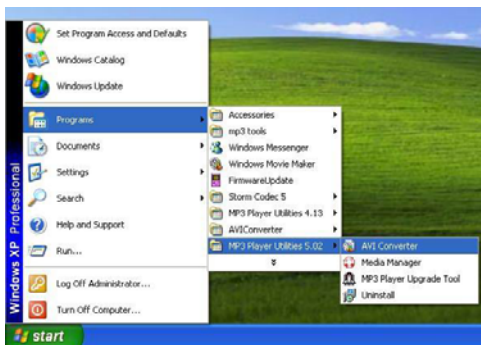 Set Program Access and Defaults
Windows Catalog
Windows Update
Programs
Documents
Settings
Search
Help and Support
Run...
Log Off Administrator...
Turn Off Computer...
Windows XP Professional
Accessories
mp3 tools
Windows Messenger
Windows Movie Maker
FirmwareUpdate
Storm Codec 5
MP3 Player Utilities 4.13
AVIConverter
MP3 Player Utilities 5.02
AVI Converter
Media Manager
MP3 Player Upgrade Tool
Uninstall
start